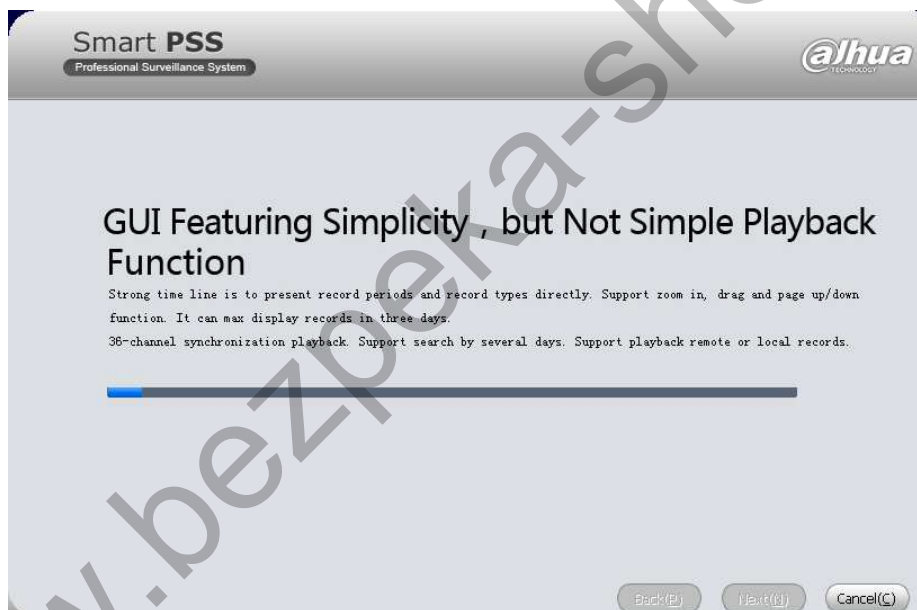 Smart PSS
Professional Surveillance System
alhua
TECHNOLOGY
GUI Featuring Simplicity , but Not Simple Playback
Function
Strong time line is to present record periods and record types directly. Support zoom in, drag and page up/down
function. It can max display records in three days.
36-channel synchronization playback. Support search by several days. Support playback remote or local records.
Back(P) Next(N) Cancel(C)
w.bezpeka-sho